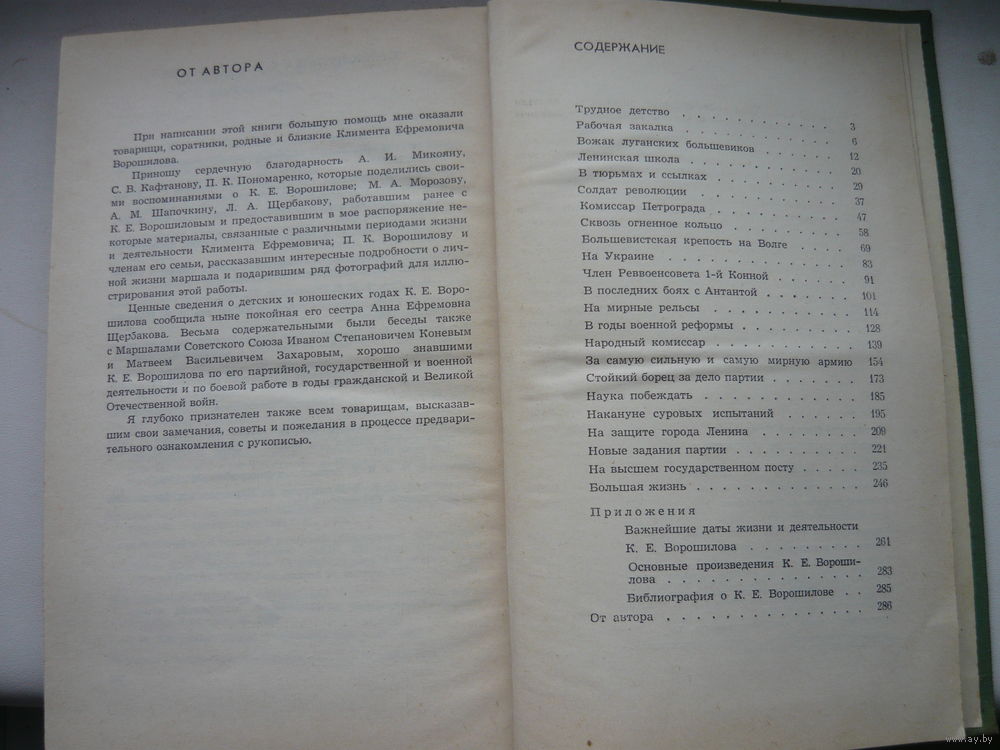 ОТ АВТОРА
При написании этой книги большую помощь мне оказали
товарищи, соратники, родные и близкие Климента Ефремовича
Ворошилова.
Приношу сердечную благодарность А. И. Микояну,
С. В. Кафтанову, П. К. Пономаренко, которые поделились свои-
ми воспоминаниями о К. Е. Ворошилове; М. А. Морозову,
А. М. Шапочкину, Л. А. Щербакову, работавшим ранее с
К. Е. Ворошиловым и предоставившим в мое распоряжение не-
которые материалы, связанные с различными периодами жизни
и деятельности Климента Ефремовича; П. К. Ворошилову и
членам его семьи, рассказавшим интересные подробности о лич-
ной жизни маршала и подарившим ряд фотографий для иллю-
стрирования этой работы.
Ценные сведения о детских и юношеских годах К. Е. Воро-
шилова сообщила ныне покойная его сестра Анна Ефремовна
Щербакова. Весьма содержательными были беседы также
с Маршалами Советского Союза Иваном Степановичем Коневым
и Матвеем Васильевичем Захаровым, хорошо знавшими
К. Е. Ворошилова по его партийной, государственной и военной
деятельности и по боевой работе в годы гражданской и Великой
Отечественной войн.
Я глубоко признателен также всем товарищам, высказав-
шим свои замечания, советы и пожелания в процессе предвари-
тельного ознакомления с рукописью.
СОДЕРЖАНИЕ
Трудное детство . . . . . . . . . . 3
Рабочая закалка . . . . . . . . . . 6
Вожак луганских большевиков . . . . . . 12
Ленинская школа . . . . . . . . . . 20
В тюрьмах и ссылках . . . . . . . . 29
Солдат революции . . . . . . . . . 37
Комиссар Петрограда . . . . . . . . 47
Сквозь огненное кольцо . . . . . . . 58
Большевистская крепость на Волге . . . . 69
На Украине . . . . . . . . . . . 83
Член Реввоенсовета 1-й Конной . . . . . 91
В последних боях с Антантой . . . . . . 101
На мирные рельсы . . . . . . . . . 114
В годы военной реформы . . . . . . . 128
Народный комиссар . . . . . . . . . 139
За самую сильную и самую мирную армию 154
Стойкий борец за дело партии . . . . . . 173
Наука побеждать . . . . . . . . . . 185
Накануне суровых испытаний . . . . . 195
На защите города Ленина . . . . . . . 209
Новые задания партии . . . . . . . . 221
На высшем государственном посту . . . . . 235
Большая жизнь . . . . . . . . . . 246
Приложения
Важнейшие даты жизни и деятельности
К. Е. Ворошилова . . . . . . . . 261
Основные произведения К. Е. Вороши-
лова . . . . . . . . . . . . 283
Библиография о К. Е. Ворошилове . . 285
От автора . . . . . . . . . . . . 286
www.ay.by